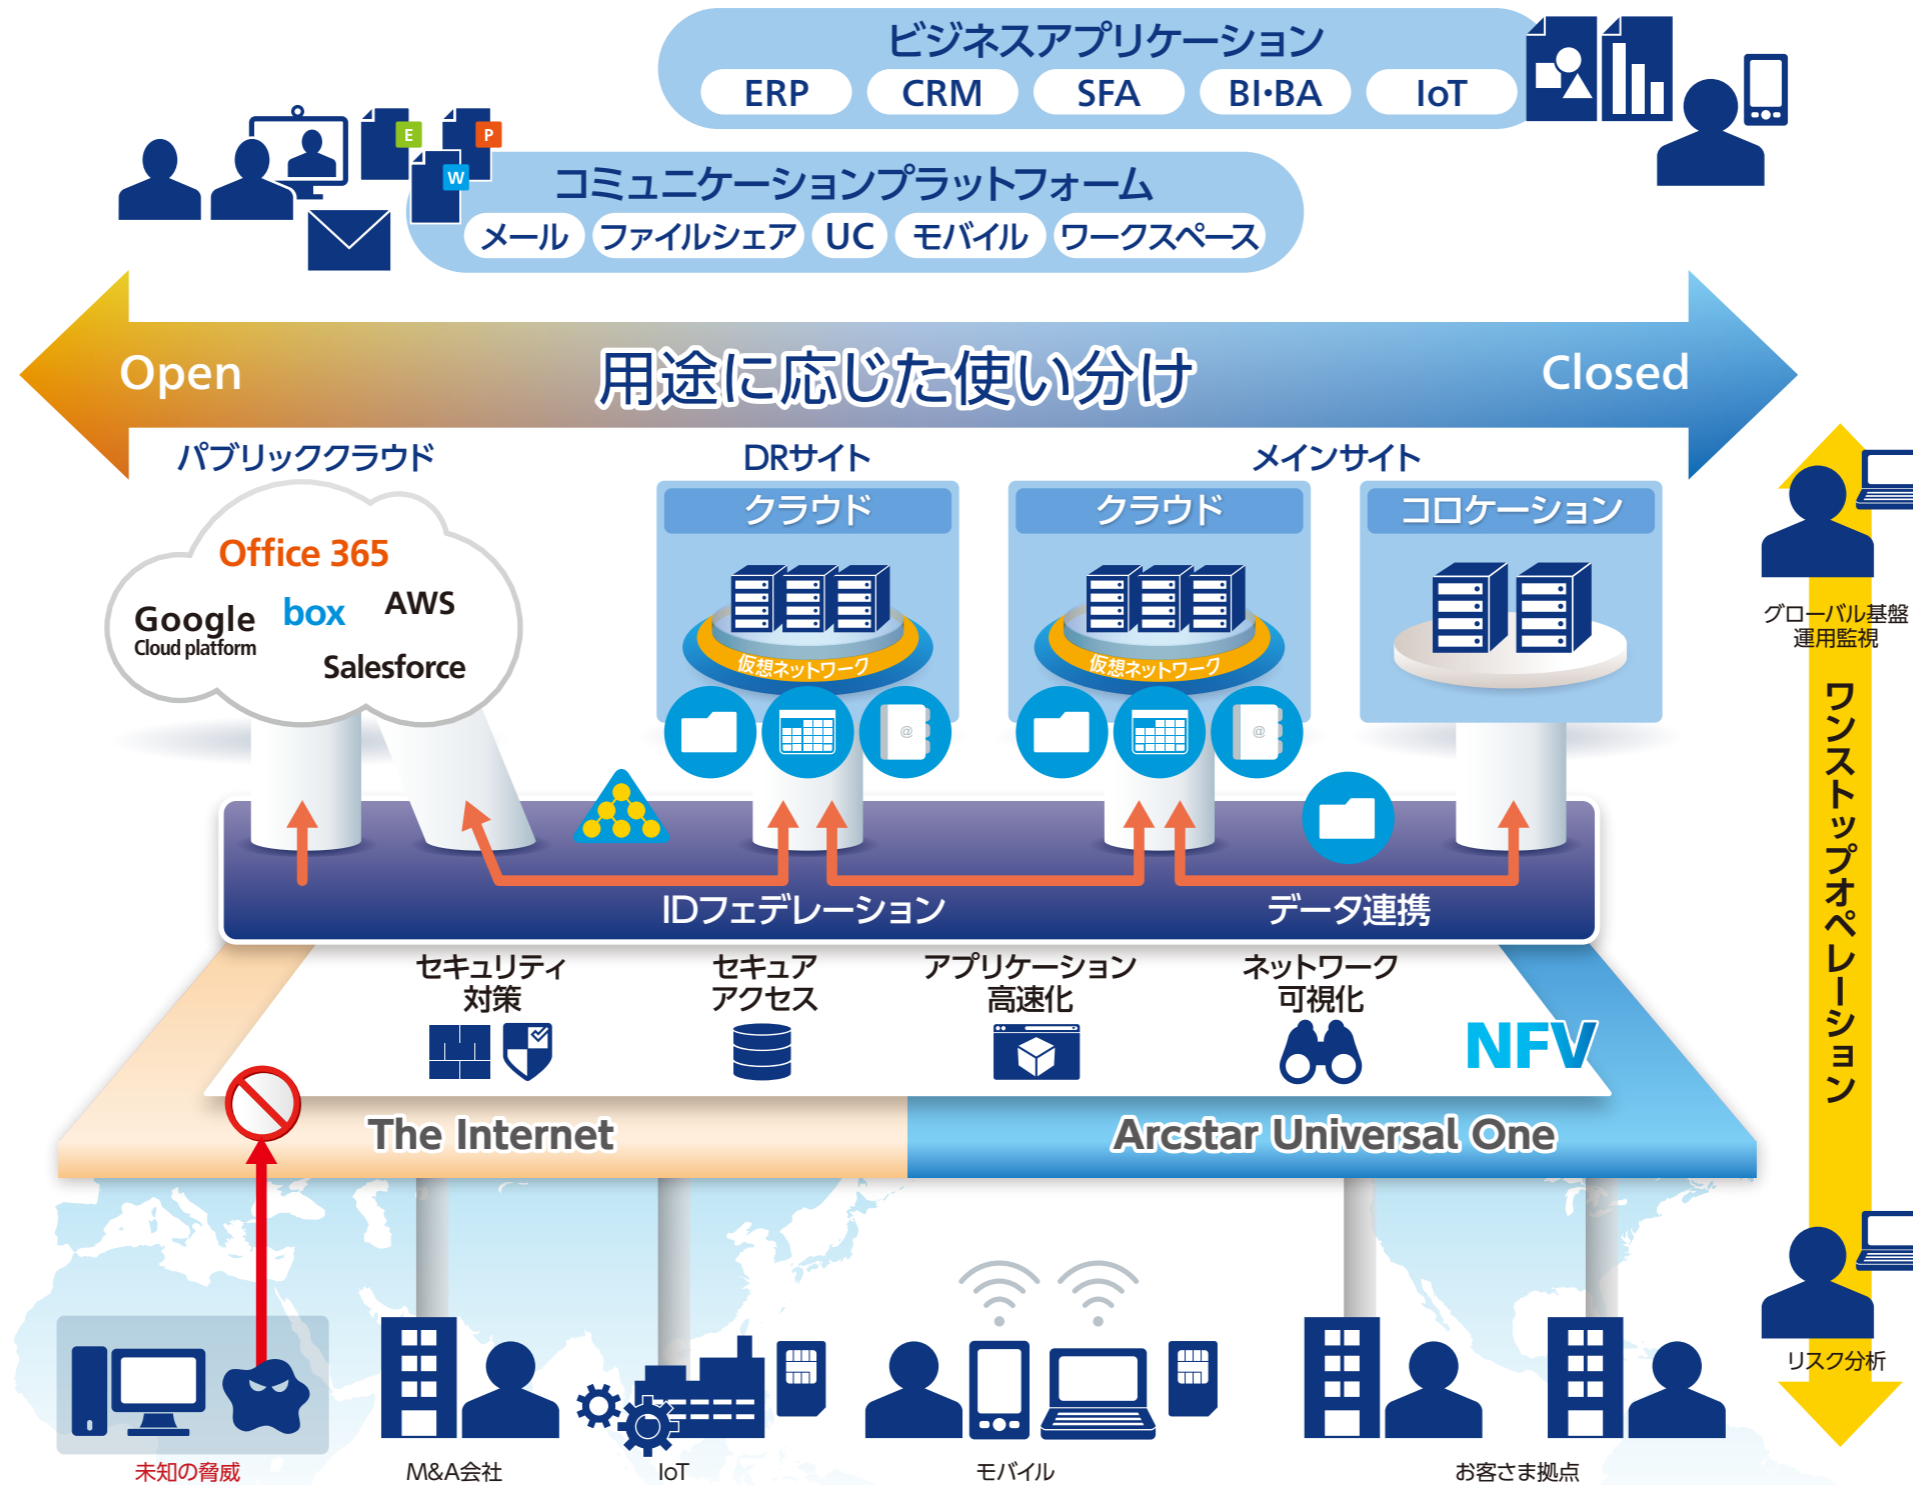 ビジネスアプリケーション
ERP CRM SFA BI・BA IoT
E P W
コミュニケーションプラットフォーム
メール ファイルシェア UC モバイル ワークスペース
Open 用途に応じた使い分け Closed
パブリッククラウド DRサイト メインサイト
クラウド クラウド コロケーション
Office 365
Google
Cloud platform
box
AWS
Salesforce
仮想ネットワーク 仮想ネットワーク
@ @
グローバル基盤
運用監視
ワンストップオペレーション
IDフェデレーション データ連携
セキュリティ
対策
セキュア
アクセス
アプリケーション
高速化
ネットワーク
可視化
NFV
The Internet Arcstar Universal One
リスク分析
未知の脅威 M&A会社 IoT モバイル お客さま拠点